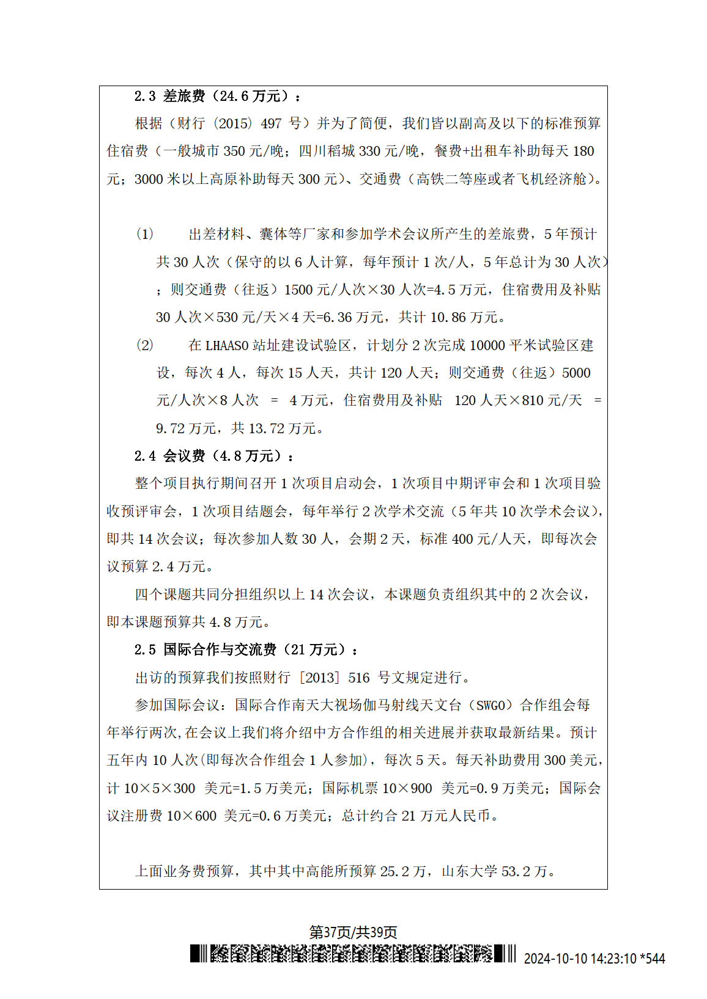 2.3 差旅费（24.6 万元）：
根据（财行（2015）497 号）并为了简便，我们皆以副高及以下的标准预算
住宿费（一般城市 350 元/晚；四川稻城 330 元/晚，餐费+出租车补助每天 180
元；3000 米以上高原补助每天 300 元）、交通费（高铁二等座或者飞机经济舱）。
(1) 出差材料、囊体等厂家和参加学术会议所产生的差旅费，5 年预计
共 30 人次（保守的以 6 人计算，每年预计 1 次/人，5 年总计为 30 人次）
；则交通费（往返）1500 元/人次×30 人次=4.5 万元，住宿费用及补贴
30 人次×530 元/天×4 天=6.36 万元，共计 10.86 万元。
(2) 在 LHAASO 站址建设试验区，计划分 2 次完成 10000 平米试验区建
设，每次 4 人，每次 15 人天，共计 120 人天；则交通费（往返）5000
元/人次×8 人次 = 4 万元，住宿费用及补贴 120 人天×810 元/天 =
9.72 万元，共 13.72 万元。
2.4 会议费（4.8 万元）：
整个项目执行期间召开 1 次项目启动会，1 次项目中期评审会和 1 次项目验
收预评审会，1 次项目结题会，每年举行 2 次学术交流（5 年共 10 次学术会议），
即共 14 次会议；每次参加人数 30 人，会期 2 天，标准 400 元/人天，即每次会
议预算 2.4 万元。
四个课题共同分担组织以上 14 次会议，本课题负责组织其中的 2 次会议，
即本课题预算共 4.8 万元。
2.5 国际合作与交流费（21 万元）：
出访的预算我们按照财行 [2013] 516 号文规定进行。
参加国际会议：国际合作南天大视场伽马射线天文台（SWGO）合作组会每
年举行两次,在会议上我们将介绍中方合作组的相关进展并获取最新结果。预计
五年内 10 人次(即每次合作组会 1 人参加)，每次 5 天。每天补助费用 300 美元，
计 10×5×300 美元=1.5 万美元；国际机票 10×900 美元=0.9 万美元；国际会
议注册费 10×600 美元=0.6 万美元；总计约合 21 万元人民币。
上面业务费预算，其中其中高能所预算 25.2 万，山东大学 53.2 万。
第37页/共39页
2024-10-10 14:23:10 *544